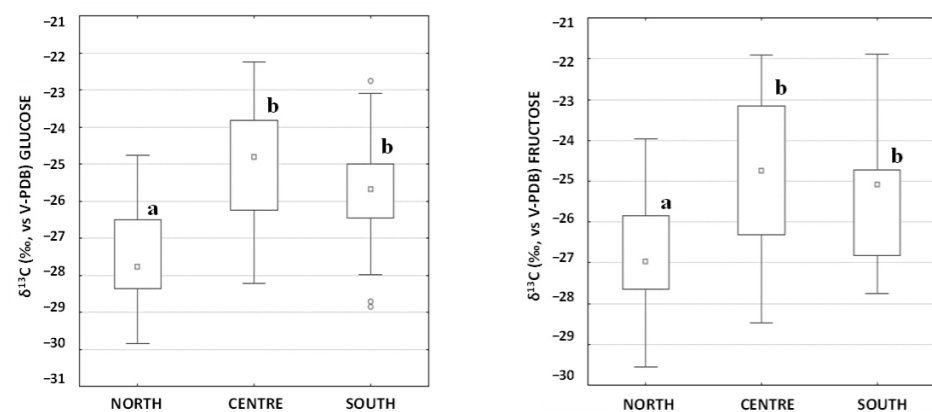 δ¹³C (‰, vs V-PDB) GLUCOSE
−21
−22
−23
−24
−25
−26
−27
−28
−29
−30
−31
a
b
b
NORTH CENTRE SOUTH
δ¹³C (‰, vs V-PDB) FRUCTOSE
−21
−22
−23
−24
−25
−26
−27
−28
−29
−30
a
b
b
NORTH CENTRE SOUTH